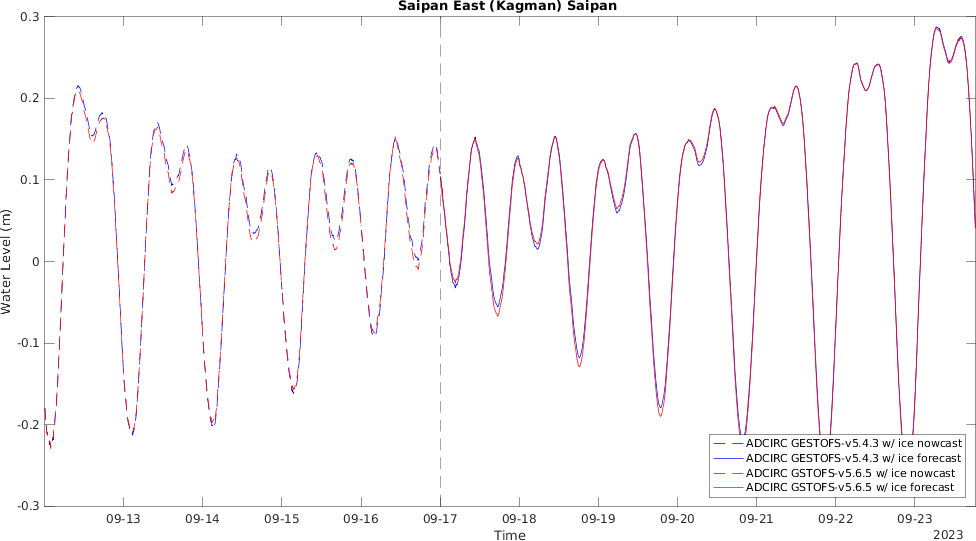 Saipan East (Kagman) Saipan
0.3
0.2
0.1
0
-0.1
-0.2
-0.3
Water Level (m)
09-13 09-14 09-15 09-16 09-17 09-18 09-19 09-20 09-21 09-22 09-23
Time
2023
ADCIRC GESTOFS-v5.4.3 w/ ice nowcast
ADCIRC GESTOFS-v5.4.3 w/ ice forecast
ADCIRC GSTOFS-v5.6.5 w/ ice nowcast
ADCIRC GSTOFS-v5.6.5 w/ ice forecast